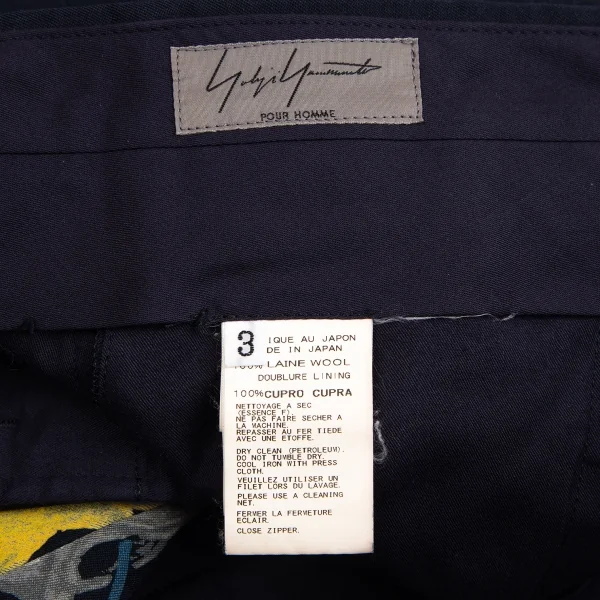 Yohji Yamamoto
POUR HOMME
3
IQUE AU JAPON
DE IN JAPAN
100% LAINE WOOL
DOUBLURE LINING
100% CUPRO CUPRA
NETTOYAGE A SEC
(ESSENCE F).
NE PAS FAIRE SECHER A
LA MACHINE.
REPASSER AU FER TIEDE
AVEC UNE ETOFFE.
DRY CLEAN (PETROLEUM).
DO NOT TUMBLE DRY.
COOL IRON WITH PRESS
CLOTH.
VEUILLEZ UTILISER UN
FILET LORS DU LAVAGE.
PLEASE USE A CLEANING
NET.
FERMER LA FERMETURE
ECLAIR.
CLOSE ZIPPER.